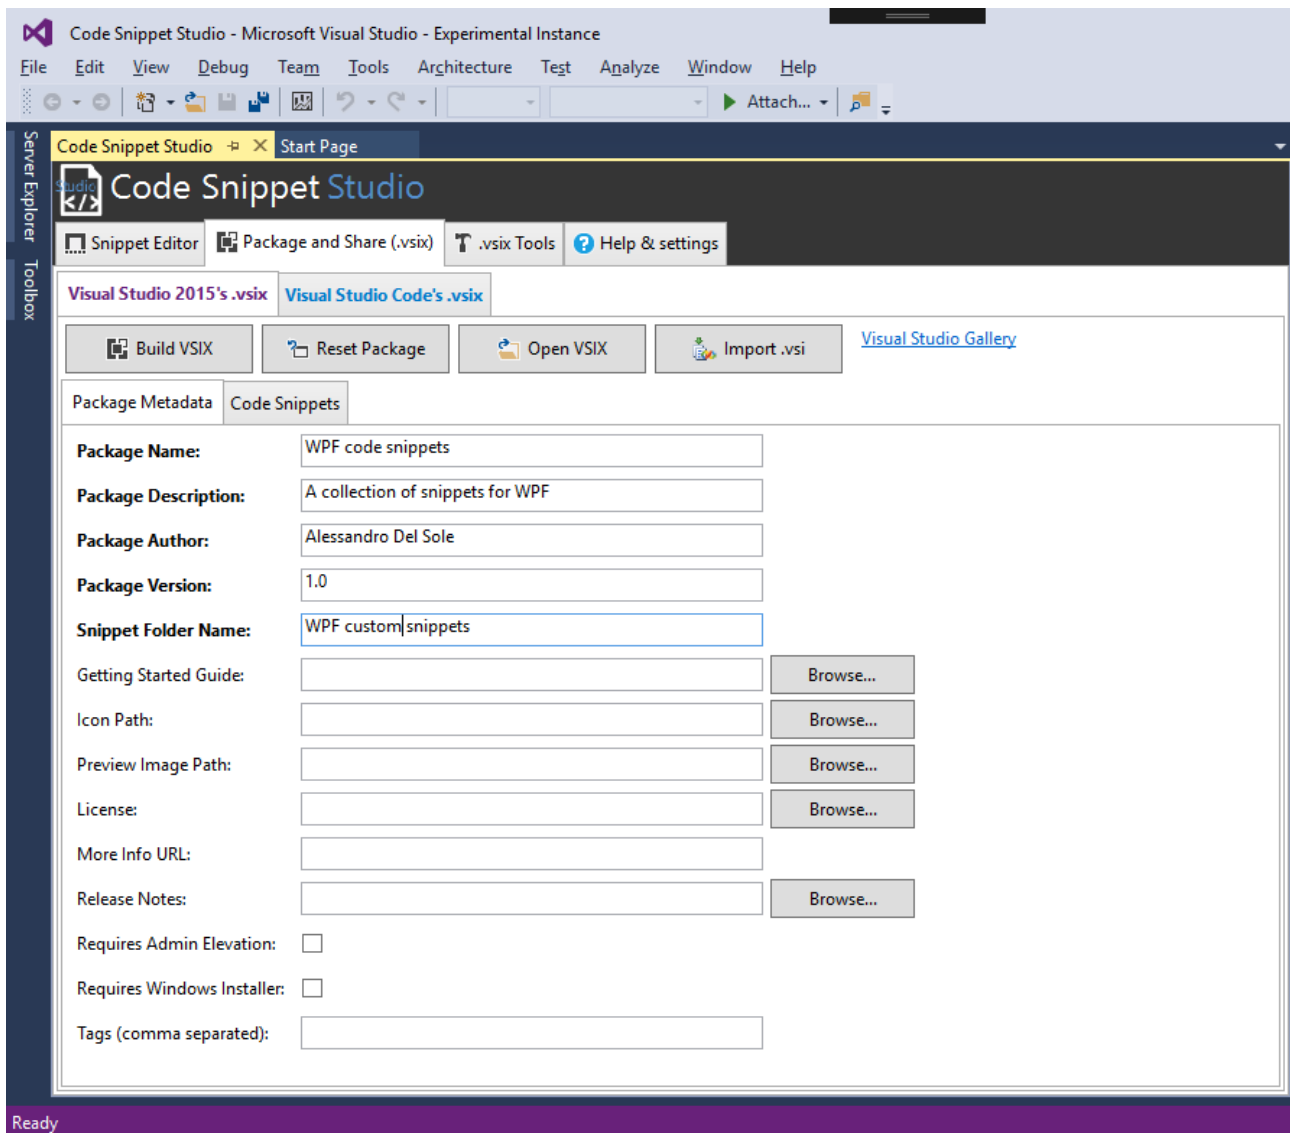 Code Snippet Studio - Microsoft Visual Studio - Experimental Instance
File Edit View Debug Team Tools Architecture Test Analyze Window Help
Attach...
Server Explorer
Toolbox
Code Snippet Studio Start Page
Studio </> Code Snippet Studio
Snippet Editor Package and Share (.vsix) .vsix Tools Help & settings
Visual Studio 2015's .vsix Visual Studio Code's .vsix
Build VSIX Reset Package Open VSIX Import .vsi Visual Studio Gallery
Package Metadata Code Snippets
Package Name: WPF code snippets
Package Description: A collection of snippets for WPF
Package Author: Alessandro Del Sole
Package Version: 1.0
Snippet Folder Name: WPF custom snippets
Getting Started Guide: Browse...
Icon Path: Browse...
Preview Image Path: Browse...
License: Browse...
More Info URL:
Release Notes: Browse...
Requires Admin Elevation:
Requires Windows Installer:
Tags (comma separated):
Ready